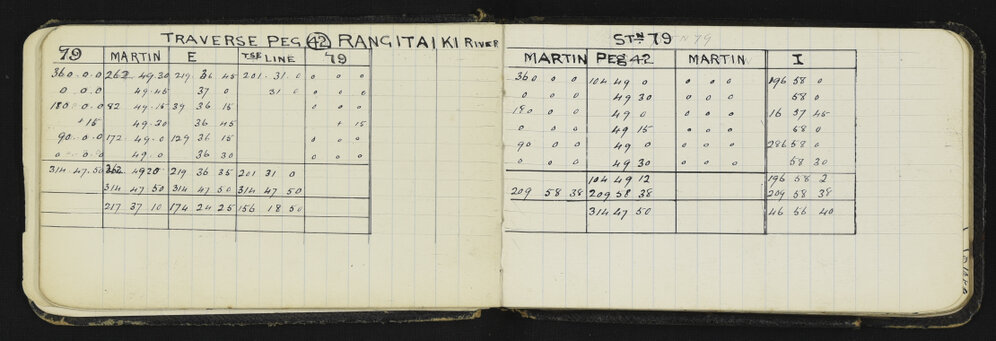 TRAVERSE PEG 42 RANGITAIKI RIVER
79 MARTIN E TSE LINE 79
360.0.0 262 49.30 219 36 45 201.31.0 0 0 0
0.0.0 49.45 37 0 31 0 0 0 0
180.0.0 82 49.15 39 36 15 0 0 0
+15 49.30 36 45 + 15
90.0.0 172.49.0 129 36 15 0 0 0
0.0.0 49.0 36 30 0 0 0
314.47.50 262.4920 219 36 35 201 31 0
314 47 50 314 47 50 314 47 50
217 37 10 174 24 25 156 18 50
STN 79
MARTIN PEG 42 MARTIN I
360 0 0 104 49 0 0 0 0 196 58 0
0 0 0 49 30 0 0 0 58 0
180 0 0 49 0 0 0 0 16 57 45
0 0 0 49 15 0 0 0 58 0
90 0 0 49 0 0 0 0 286 58 0
0 0 0 49 30 0 0 0 58 30
104 49 12 196 58 2
209 58 38 209 58 38 209 58 38
314 47 50 46 56 40